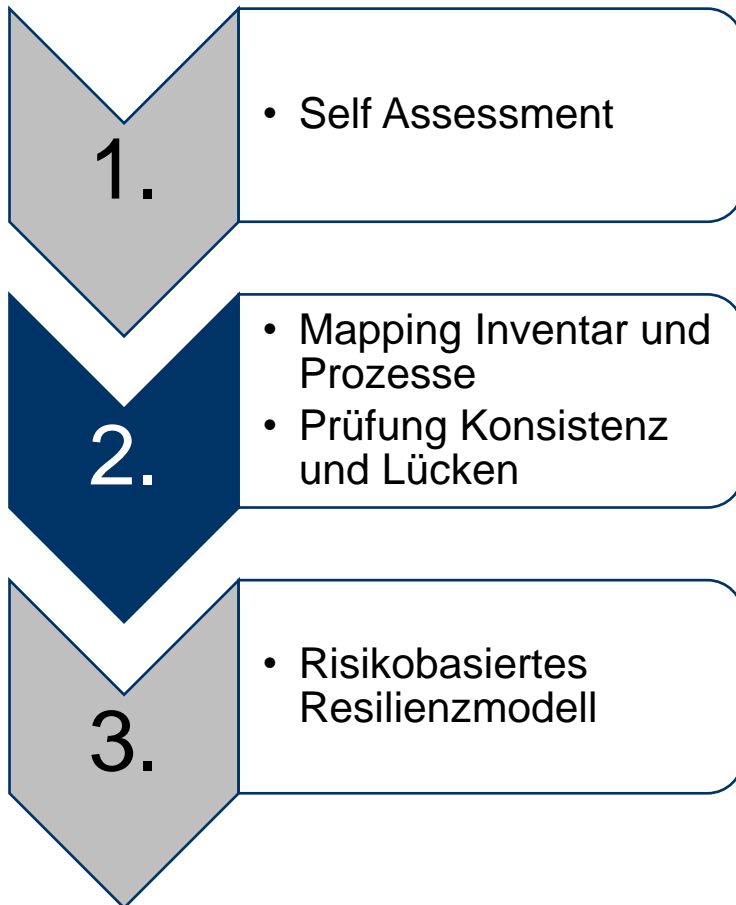 1.
• Self Assessment
2.
• Mapping Inventar und
Prozesse
• Prüfung Konsistenz
und Lücken
3.
• Risikobasiertes
Resilienzmodell